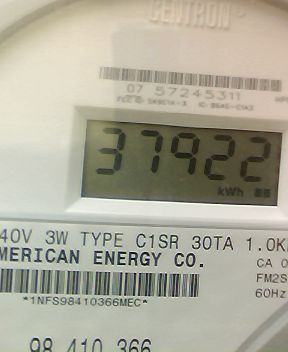 CENTRON®
07 57245311
37922
kWh
40V 3W TYPE C1SR 30TA 1.0K
MERICAN ENERGY CO.
CA 0
FM2S
60Hz
*1NFS98410366MEC*
98 410 366